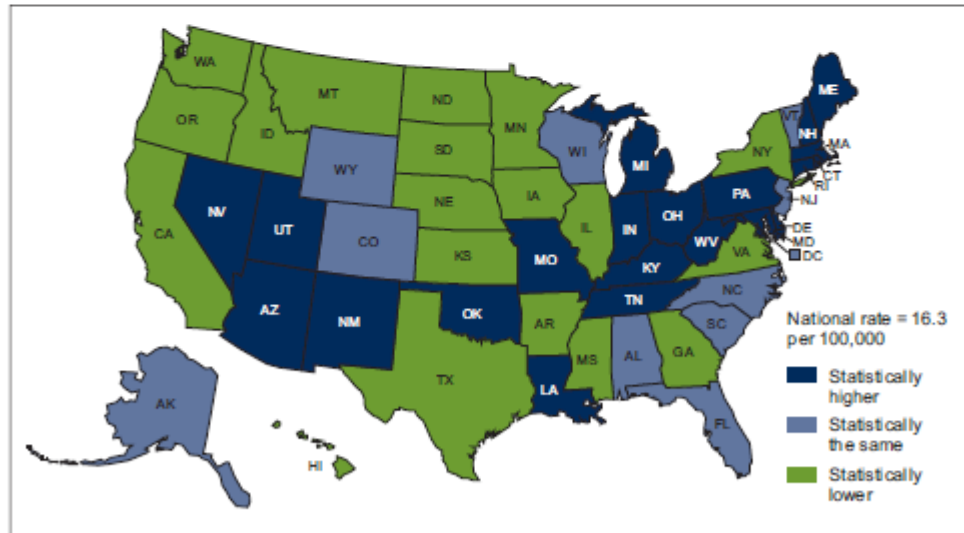 WA
MT
ND
MN
OR
ID
SD
WI
WY
MI
ME
VT
NH
MA
NY
CT
RI
NJ
PA
NE
IA
NV
UT
CO
CA
KS
MO
IL
IN
OH
WV
VA
DE
MD
DC
KY
NC
TN
SC
AZ
NM
OK
AR
MS
AL
GA
TX
LA
FL
AK
HI
National rate = 16.3
per 100,000
Statistically
higher
Statistically
the same
Statistically
lower